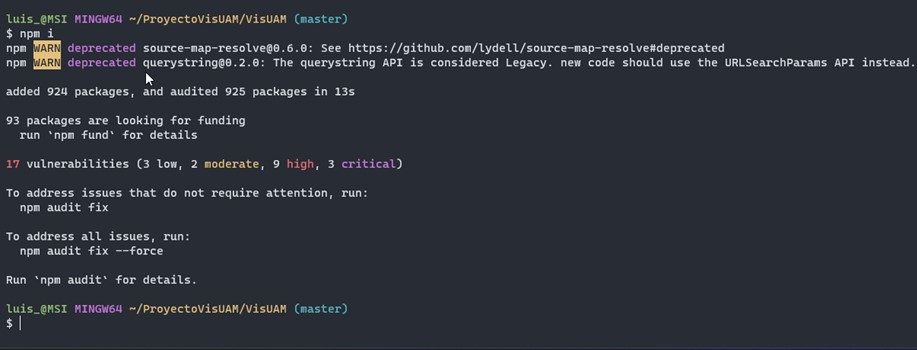 luis_@MSI MINGW64 ~/ProyectoVisUAM/VisUAM (master)
$ npm i
npm WARN deprecated source-map-resolve@0.6.0: See https://github.com/lydell/source-map-resolve#deprecated
npm WARN deprecated querystring@0.2.0: The querystring API is considered Legacy. new code should use the URLSearchParams API instead.
added 924 packages, and audited 925 packages in 13s
93 packages are looking for funding
run `npm fund` for details
17 vulnerabilities (3 low, 2 moderate, 9 high, 3 critical)
To address issues that do not require attention, run:
npm audit fix
To address all issues, run:
npm audit fix --force
Run `npm audit` for details.
luis_@MSI MINGW64 ~/ProyectoVisUAM/VisUAM (master)
$